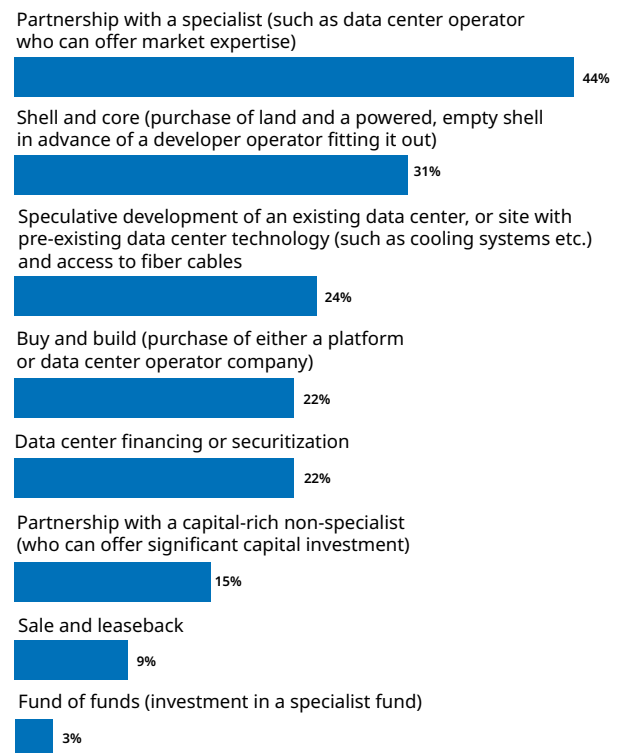 Partnership with a specialist (such as data center operator
who can offer market expertise)
44%
Shell and core (purchase of land and a powered, empty shell
in advance of a developer operator fitting it out)
31%
Speculative development of an existing data center, or site with
pre-existing data center technology (such as cooling systems etc.)
and access to fiber cables
24%
Buy and build (purchase of either a platform
or data center operator company)
22%
Data center financing or securitization
22%
Partnership with a capital-rich non-specialist
(who can offer significant capital investment)
15%
Sale and leaseback
9%
Fund of funds (investment in a specialist fund)
3%